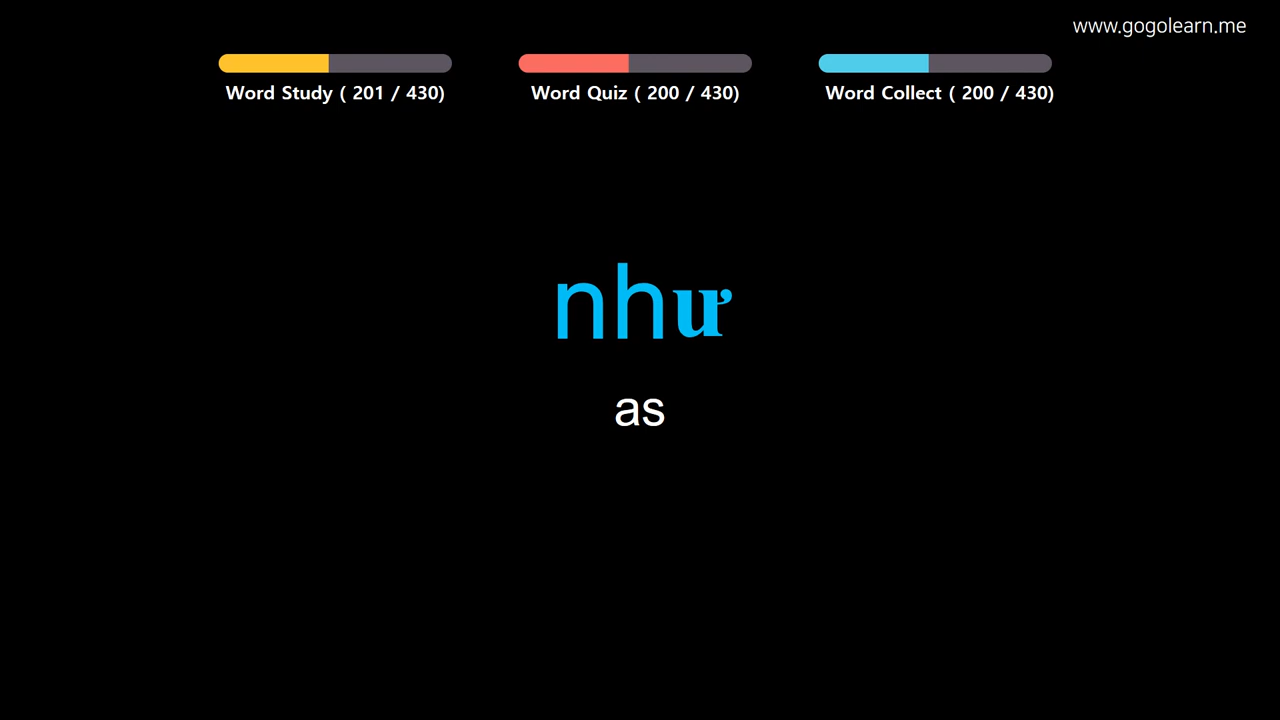 www.gogolearn.me
Word Study ( 201 / 430)
Word Quiz ( 200 / 430)
Word Collect ( 200 / 430)
như
as